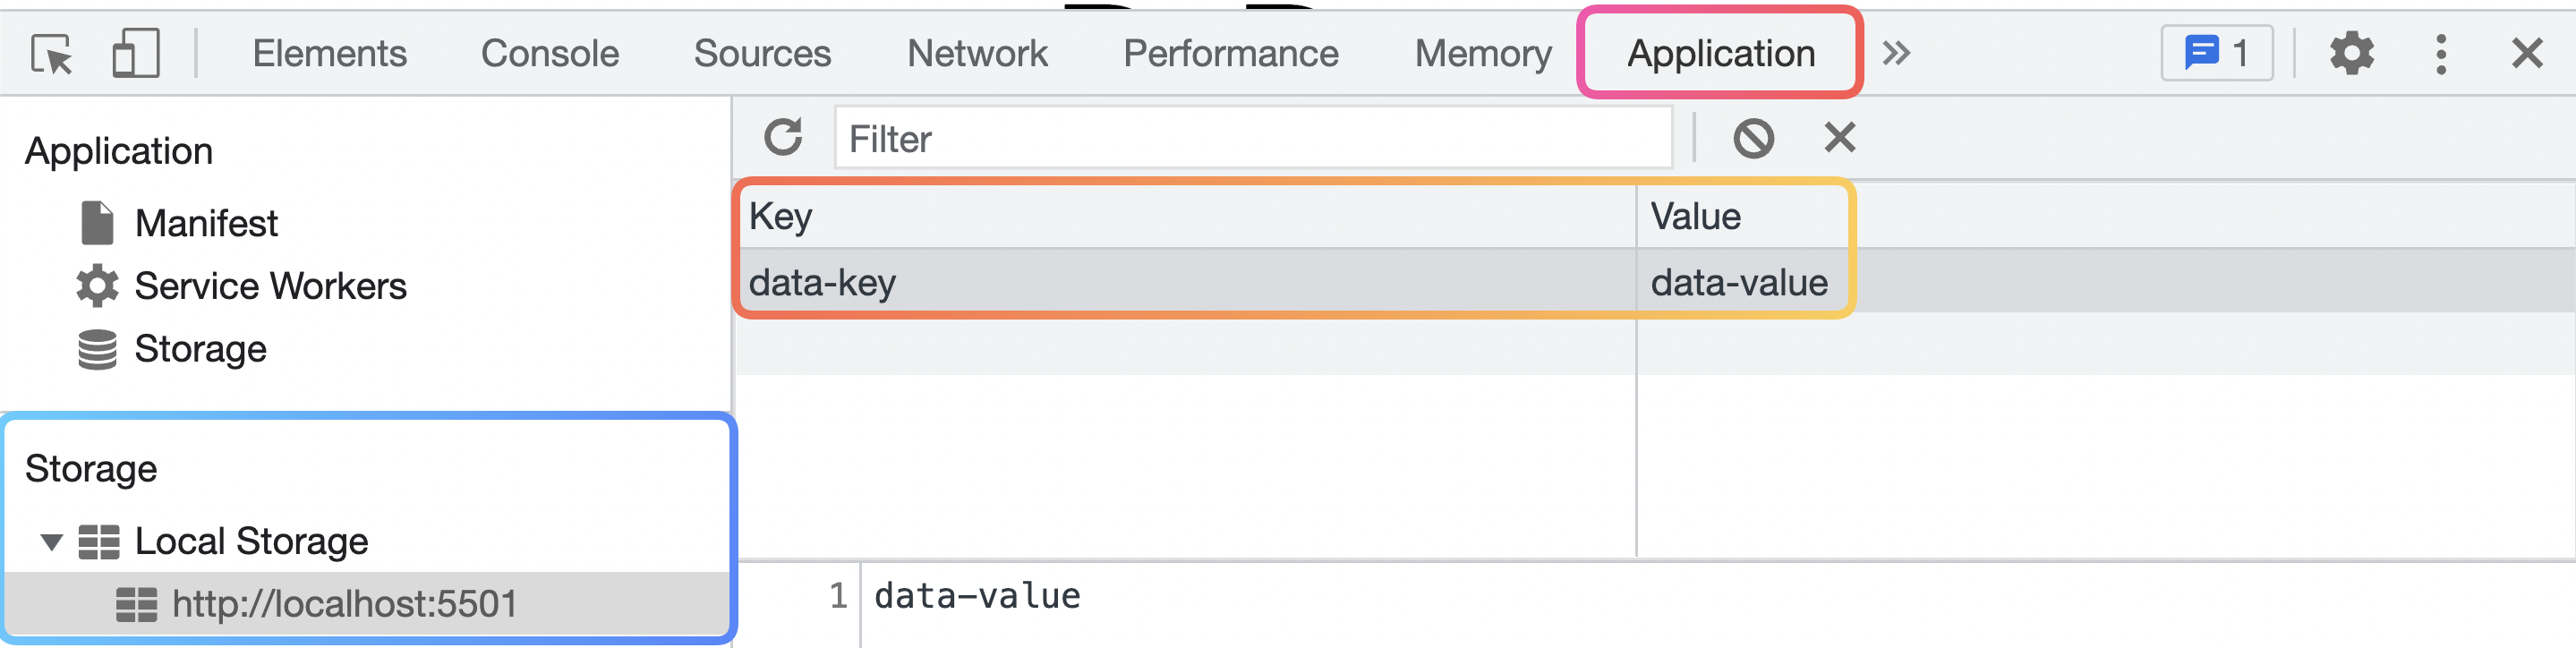 Elements Console Sources Network Performance Memory Application » 1
Application
Manifest
Service Workers
Storage
Storage
Local Storage
http://localhost:5501
Filter
Key Value
data-key data-value
1 data-value